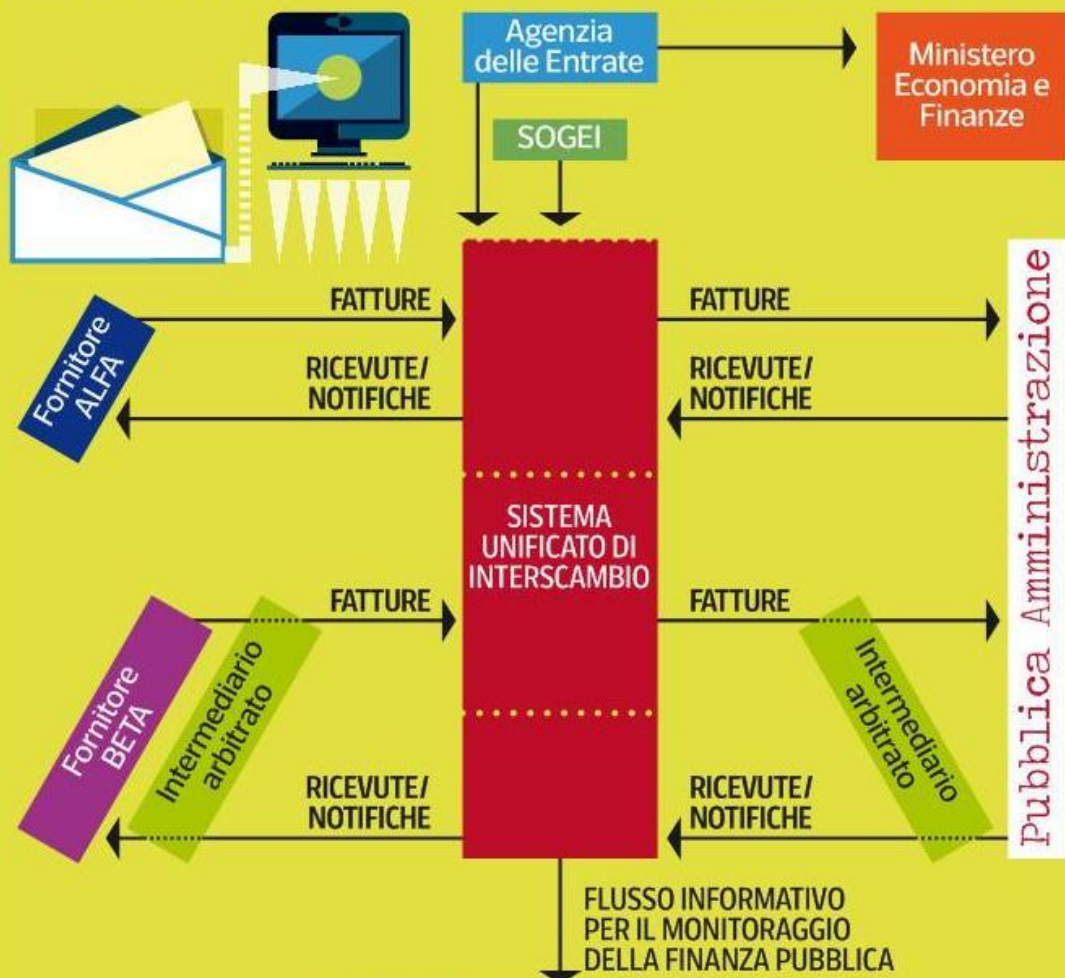 Agenzia
delle Entrate
Ministero
Economia e
Finanze
SOGEI
FATTURE
FATTURE
Fornitore
ALFA
RICEVUTE/
NOTIFICHE
RICEVUTE/
NOTIFICHE
Pubblica Amministrazione
SISTEMA
UNIFICATO DI
INTERSCAMBIO
FATTURE
FATTURE
Fornitore
BETA
Intermediario
arbitrato
Intermediario
arbitrato
RICEVUTE/
NOTIFICHE
RICEVUTE/
NOTIFICHE
FLUSSO INFORMATIVO
PER IL MONITORAGGIO
DELLA FINANZA PUBBLICA